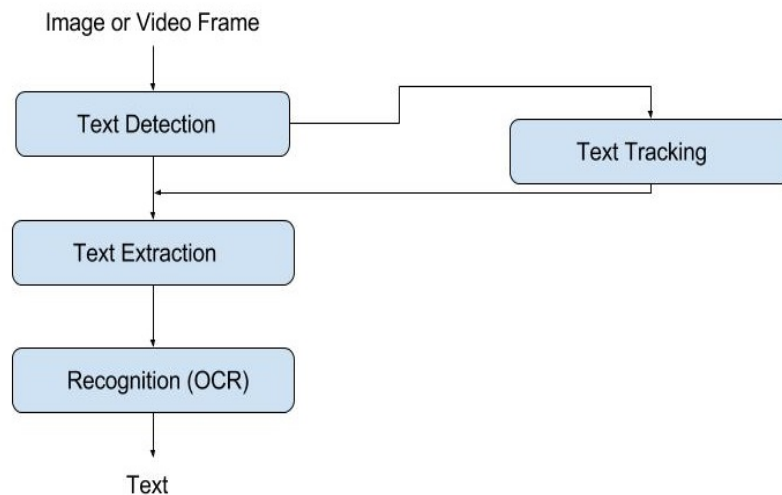 Image or Video Frame
Text Detection
Text Tracking
Text Extraction
Recognition (OCR)
Text